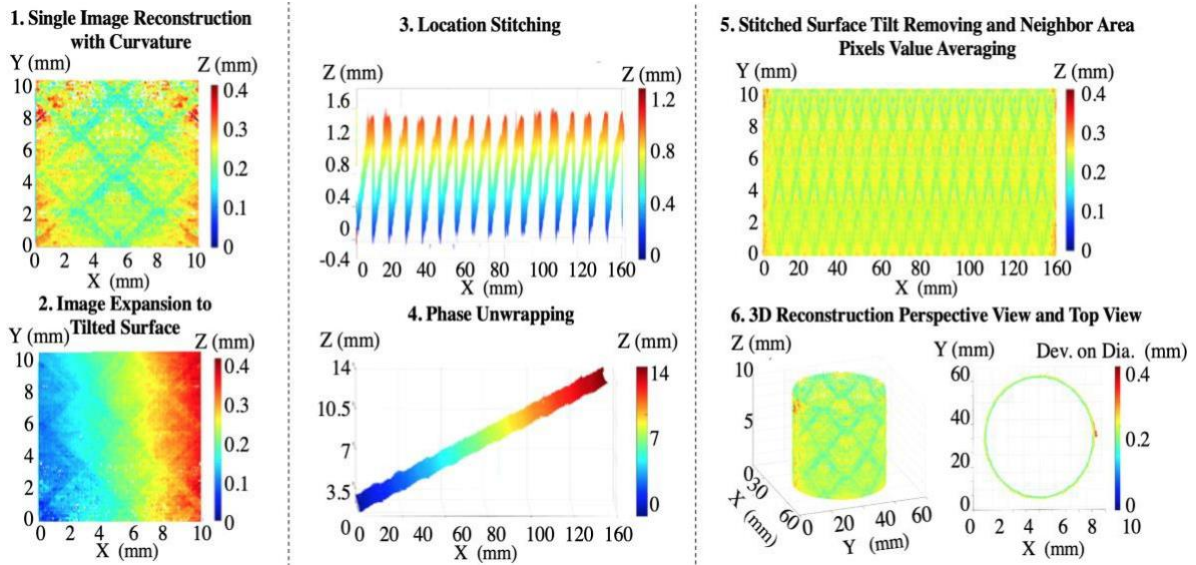 1. Single Image Reconstruction
with Curvature
Y (mm)
Z (mm)
10
8
6
4
2
0
0.4
0.3
0.2
0.1
0
0 2 4 6 8 10
X (mm)
2. Image Expansion to
Tilted Surface
Y (mm)
Z (mm)
10
8
6
4
2
0
0.4
0.3
0.2
0.1
0
0 2 4 6 8 10
X (mm)
3. Location Stitching
Z (mm)
Z (mm)
1.6
1.2
0.8
0.4
0
-0.4
1.2
0.8
0.4
0
0 20 40 60 80 100 120 160
X (mm)
4. Phase Unwrapping
Z (mm)
Z (mm)
14
10.5
7
3.5
0
14
7
0
0 20 40 60 80 100 120 160
X (mm)
5. Stitched Surface Tilt Removing and Neighbor Area
Pixels Value Averaging
Y (mm)
Z (mm)
10
8
6
4
2
0
0.4
0.3
0.2
0.1
0
0 20 40 60 80 100 120 160
X (mm)
6. 3D Reconstruction Perspective View and Top View
Z (mm)
10
5
0
X (mm)
30
60
0 20 40 60
Y (mm)
Y (mm)
Dev. on Dia. (mm)
60
40
20
0
0.4
0.2
0
0 2 4 6 8 10
X (mm)